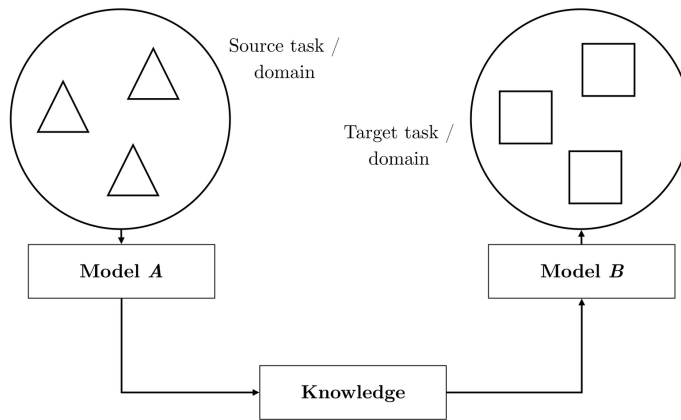 Source task /
domain
Target task /
domain
Model A
Model B
Knowledge